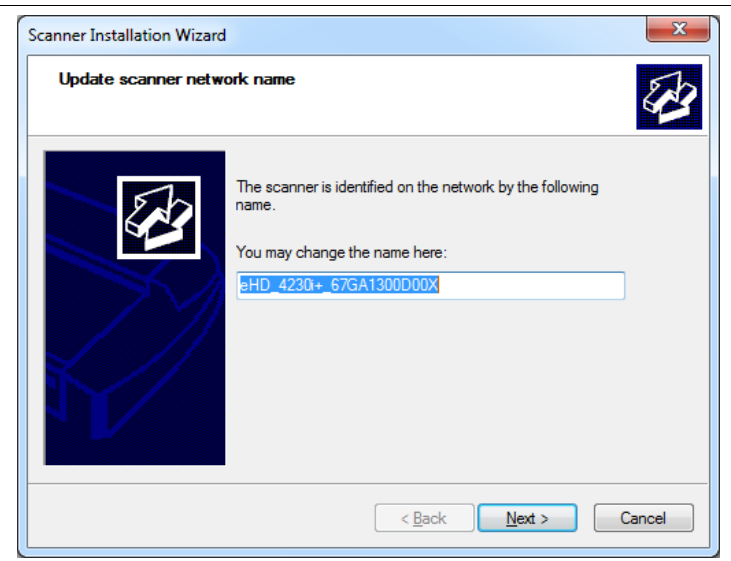 Scanner Installation Wizard
Update scanner network name
The scanner is identified on the network by the following
name.
You may change the name here:
eHD_4230i+_67GA1300D00X
< Back Next > Cancel